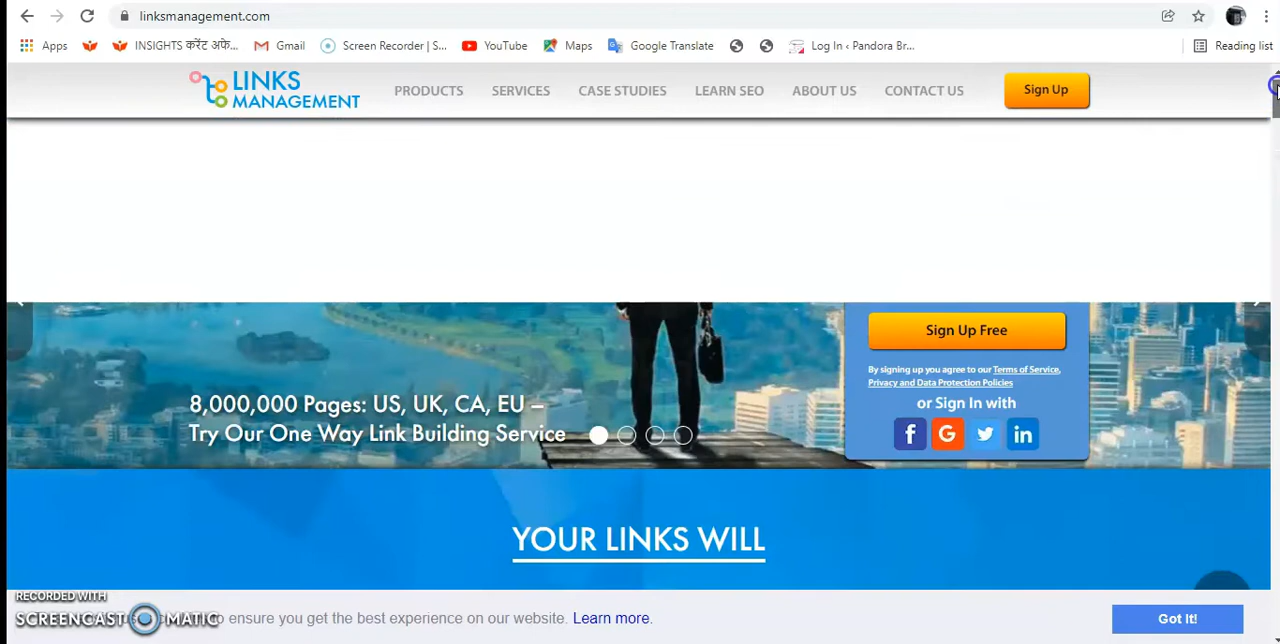 linksmanagement.com
Apps
INSIGHTS करेंट अफे...
Gmail
Screen Recorder | S...
YouTube
Maps
Google Translate
Log In ‹ Pandora Br...
Reading list
LINKS
MANAGEMENT
PRODUCTS
SERVICES
CASE STUDIES
LEARN SEO
ABOUT US
CONTACT US
Sign Up
8,000,000 Pages: US, UK, CA, EU –
Try Our One Way Link Building Service
Sign Up Free
By signing up you agree to our Terms of Service,
Privacy and Data Protection Policies
or Sign In with
f
G
in
YOUR LINKS WILL
RECORDED WITH
SCREENCAST MATIC
to ensure you get the best experience on our website. Learn more.
Got It!